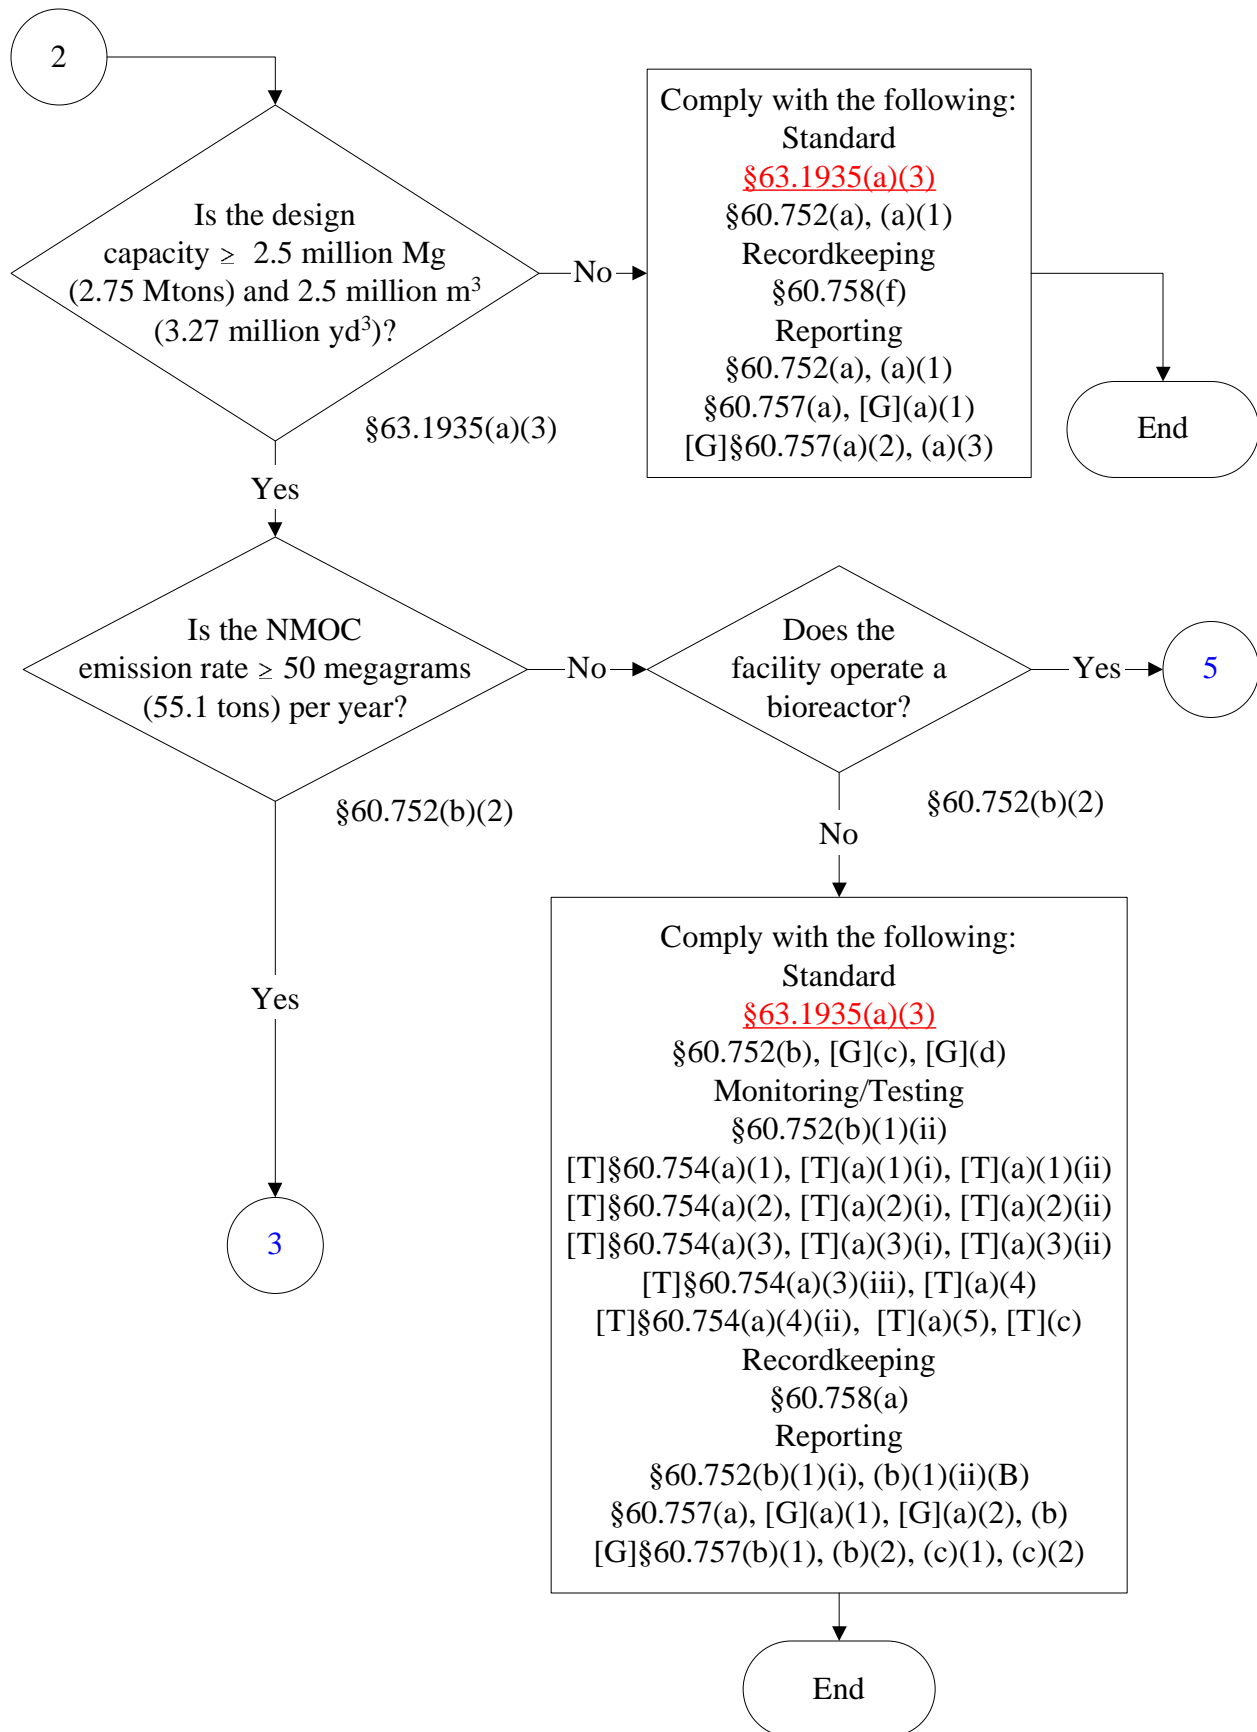 2
Is the design
capacity ≥ 2.5 million Mg
(2.75 Mtons) and 2.5 million m³
(3.27 million yd³)?
§63.1935(a)(3)
No
Comply with the following:
Standard
§63.1935(a)(3)
§60.752(a), (a)(1)
Recordkeeping
§60.758(f)
Reporting
§60.752(a), (a)(1)
§60.757(a), [G](a)(1)
[G]§60.757(a)(2), (a)(3)
End
Yes
Is the NMOC
emission rate ≥ 50 megagrams
(55.1 tons) per year?
§60.752(b)(2)
No
Does the
facility operate a
bioreactor?
§60.752(b)(2)
Yes
5
No
Yes
3
Comply with the following:
Standard
§63.1935(a)(3)
§60.752(b), [G](c), [G](d)
Monitoring/Testing
§60.752(b)(1)(ii)
[T]§60.754(a)(1), [T](a)(1)(i), [T](a)(1)(ii)
[T]§60.754(a)(2), [T](a)(2)(i), [T](a)(2)(ii)
[T]§60.754(a)(3), [T](a)(3)(i), [T](a)(3)(ii)
[T]§60.754(a)(3)(iii), [T](a)(4)
[T]§60.754(a)(4)(ii), [T](a)(5), [T](c)
Recordkeeping
§60.758(a)
Reporting
§60.752(b)(1)(i), (b)(1)(ii)(B)
§60.757(a), [G](a)(1), [G](a)(2), (b)
[G]§60.757(b)(1), (b)(2), (c)(1), (c)(2)
End